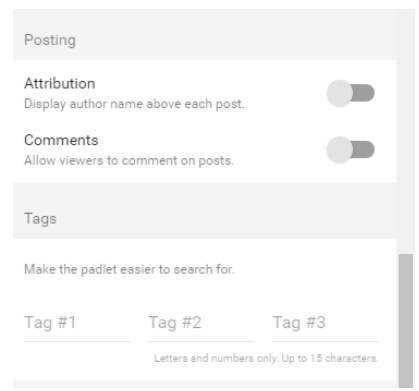 Posting
Attribution
Display author name above each post.
Comments
Allow viewers to comment on posts.
Tags
Make the padlet easier to search for.
Tag #1 Tag #2 Tag #3
Letters and numbers only. Up to 15 characters.